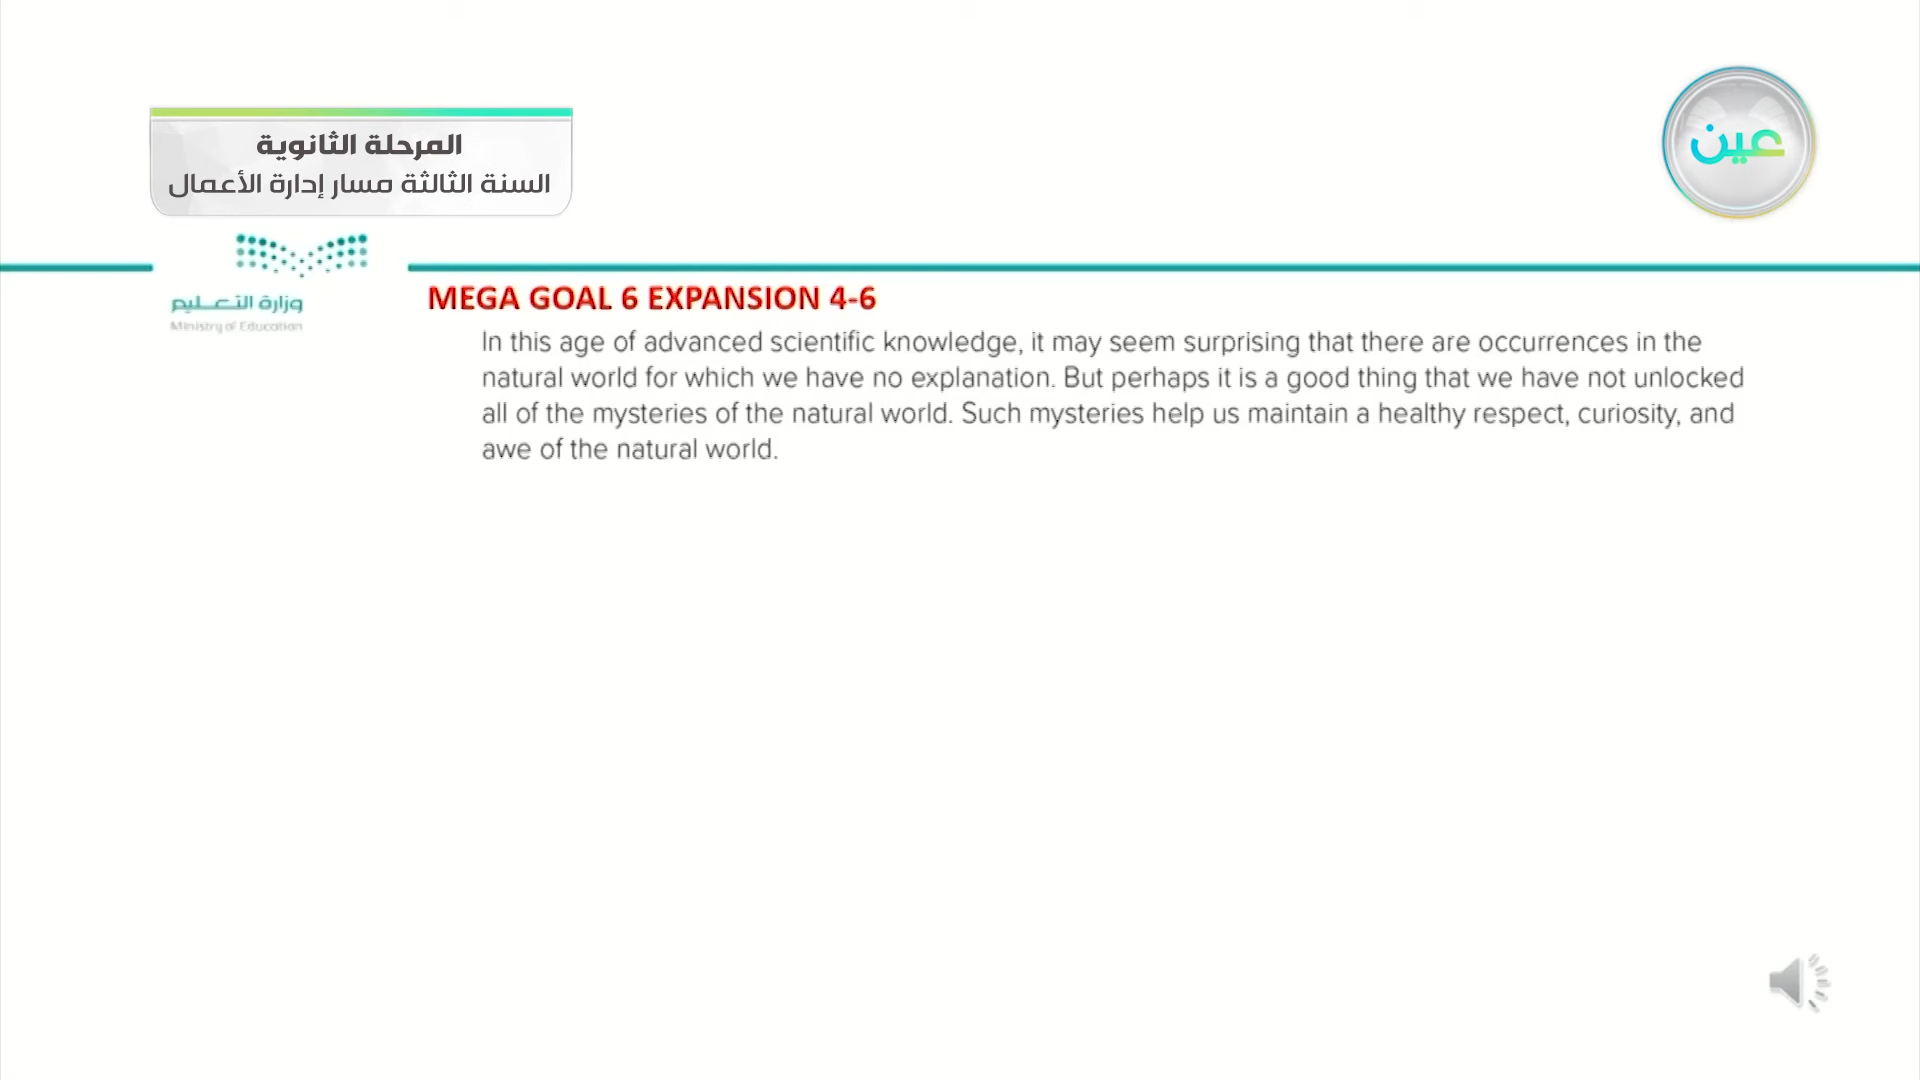 المرحلة الثانوية
السنة الثالثة مسار إدارة الأعمال
عين
وزارة التعليم
Ministry of Education
MEGA GOAL 6 EXPANSION 4-6
In this age of advanced scientific knowledge, it may seem surprising that there are occurrences in the
natural world for which we have no explanation. But perhaps it is a good thing that we have not unlocked
all of the mysteries of the natural world. Such mysteries help us maintain a healthy respect, curiosity, and
awe of the natural world.